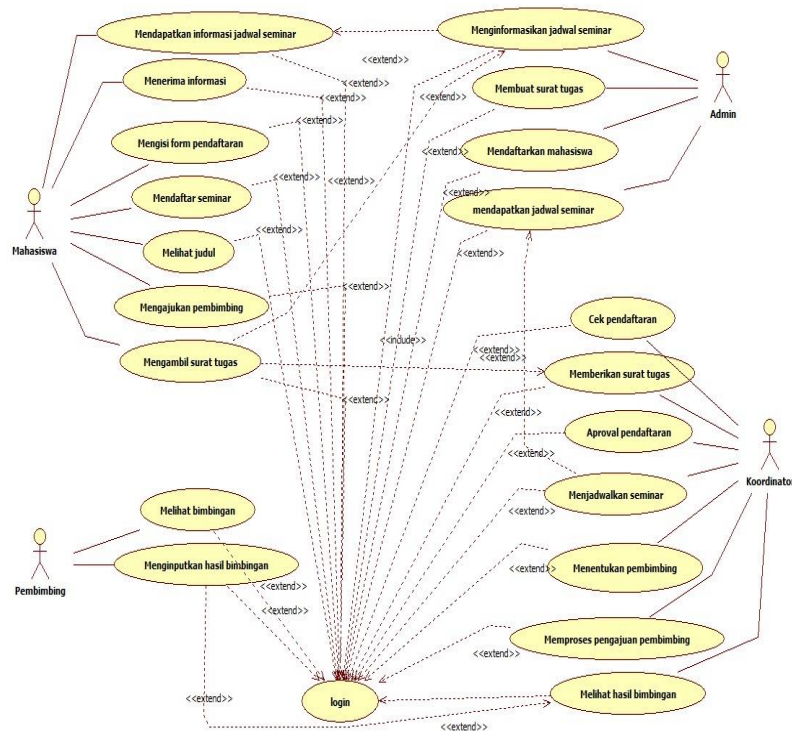 Mendapatkan informasi jadwal seminar
Menginformasikan jadwal seminar
<<extend>>
<<extend>>
Menerima informasi
<<extend>>
Membuat surat tugas
Admin
<<extend>>
<<extend>>
Mengisi form pendaftaran
<<extend>>
Mendaftarkan mahasiswa
<<extend>>
<<extend>>
Mendaftar seminar
mendapatkan jadwal seminar
<<extend>>
<<extend>>
Mahasiswa
Melihat judul
<<extend>>
<<extend>>
Mengajukan pembimbing
<<extend>>
Cek pendaftaran
<<include>>
<<extend>>
<<extend>>
Mengambil surat tugas
Memberikan surat tugas
<<extend>>
Aproval pendaftaran
<<extend>>
<<extend>>
Koordinator
Melihat bimbingan
Menjadwalkan seminar
<<extend>>
Pembimbing
Menginputkan hasil bimbingan
Menentukan pembimbing
<<extend>>
<<extend>>
<<extend>>
Memproses pengajuan pembimbing
<<extend>>
login
Melihat hasil bimbingan
<<extend>>
<<extend>>